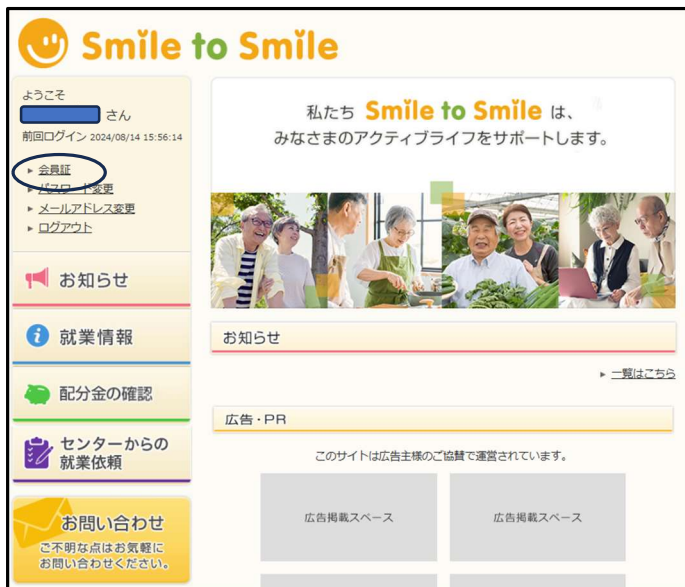 Smile to Smile
ようこそ
さん
前回ログイン 2024/08/14 15:56:14
会員証
パスワード変更
メールアドレス変更
ログアウト
お知らせ
就業情報
配分金の確認
センターからの
就業依頼
お問い合わせ
ご不明な点はお気軽に
お問い合わせください。
私たち Smile to Smile は、
みなさまのアクティブライフをサポートします。
お知らせ
一覧はこちら
広告・PR
このサイトは広告主様のご協賛で運営されています。
広告掲載スペース
広告掲載スペース